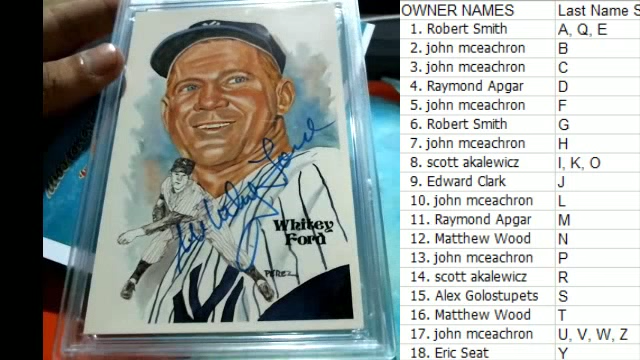 Whitey Ford
Whitey
Ford
PEREZ
OWNER NAMES Last Name S
1. Robert Smith A, Q, E
2. john mceachron B
3. john mceachron C
4. Raymond Apgar D
5. john mceachron F
6. Robert Smith G
7. john mceachron H
8. scott akalewicz I, K, O
9. Edward Clark J
10. john mceachron L
11. Raymond Apgar M
12. Matthew Wood N
13. john mceachron P
14. scott akalewicz R
15. Alex Golostupets S
16. Matthew Wood T
17. john mceachron U, V, W, Z
18. Eric Seat Y